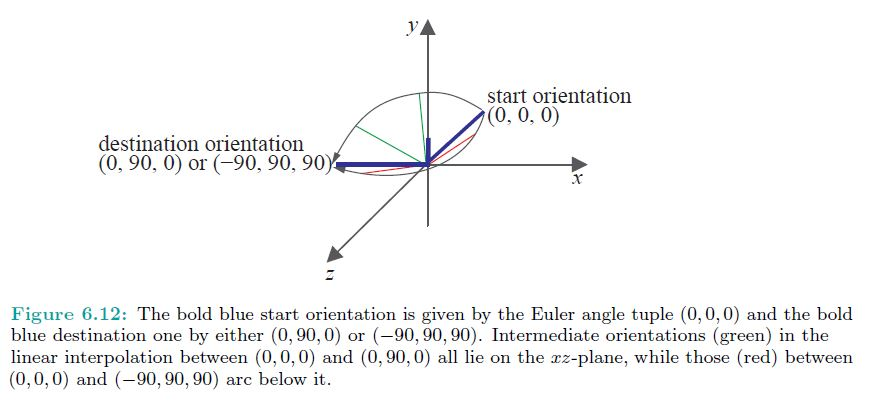 y
start orientation
(0, 0, 0)
destination orientation
(0, 90, 0) or (−90, 90, 90)
x
z
Figure 6.12: The bold blue start orientation is given by the Euler angle tuple (0, 0, 0) and the bold
blue destination one by either (0, 90, 0) or (−90, 90, 90). Intermediate orientations (green) in the
linear interpolation between (0, 0, 0) and (0, 90, 0) all lie on the xz-plane, while those (red) between
(0, 0, 0) and (−90, 90, 90) arc below it.